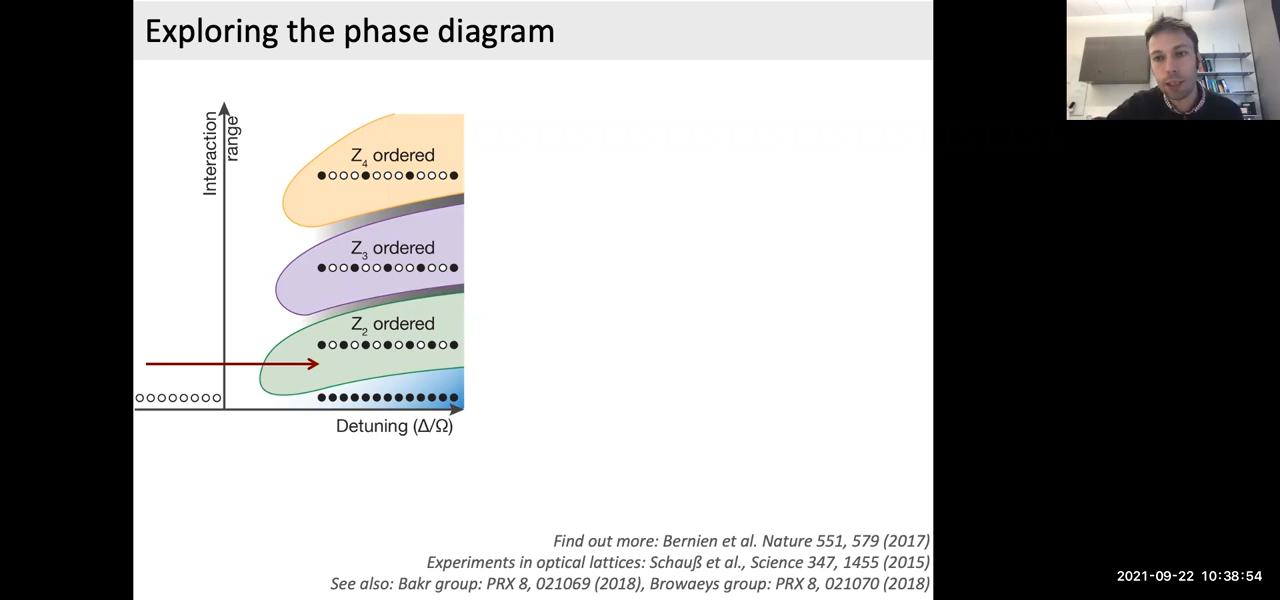 Exploring the phase diagram
Interaction
range
Z4 ordered
Z3 ordered
Z2 ordered
Detuning (Δ/Ω)
Find out more: Bernien et al. Nature 551, 579 (2017)
Experiments in optical lattices: Schauß et al., Science 347, 1455 (2015)
See also: Bakr group: PRX 8, 021069 (2018), Browaeys group: PRX 8, 021070 (2018)
2021-09-22 10:38:54